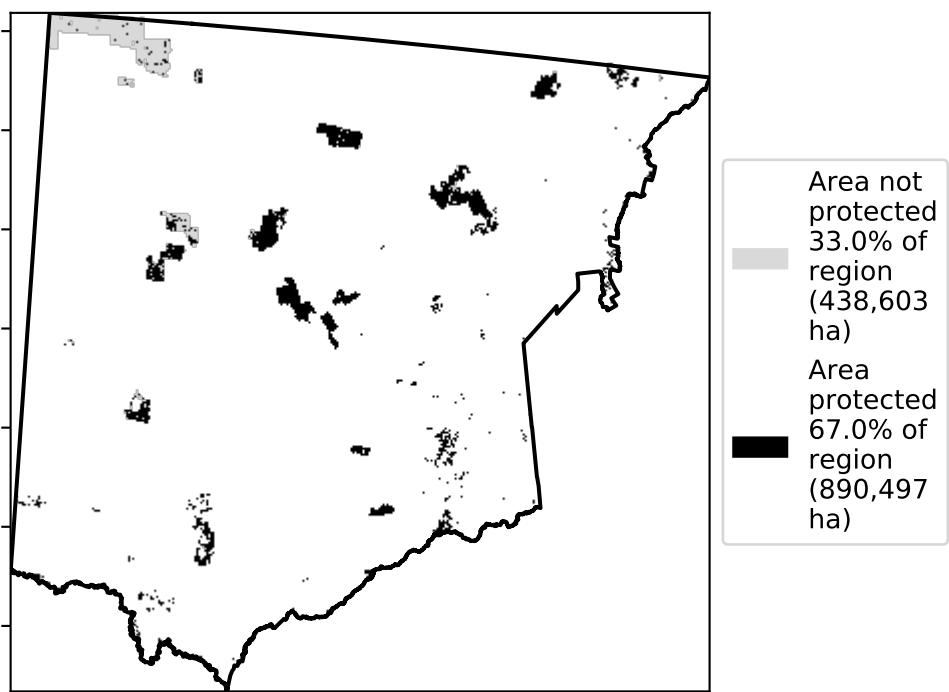 Area not
protected
33.0% of
region
(438,603
ha)
Area
protected
67.0% of
region
(890,497
ha)